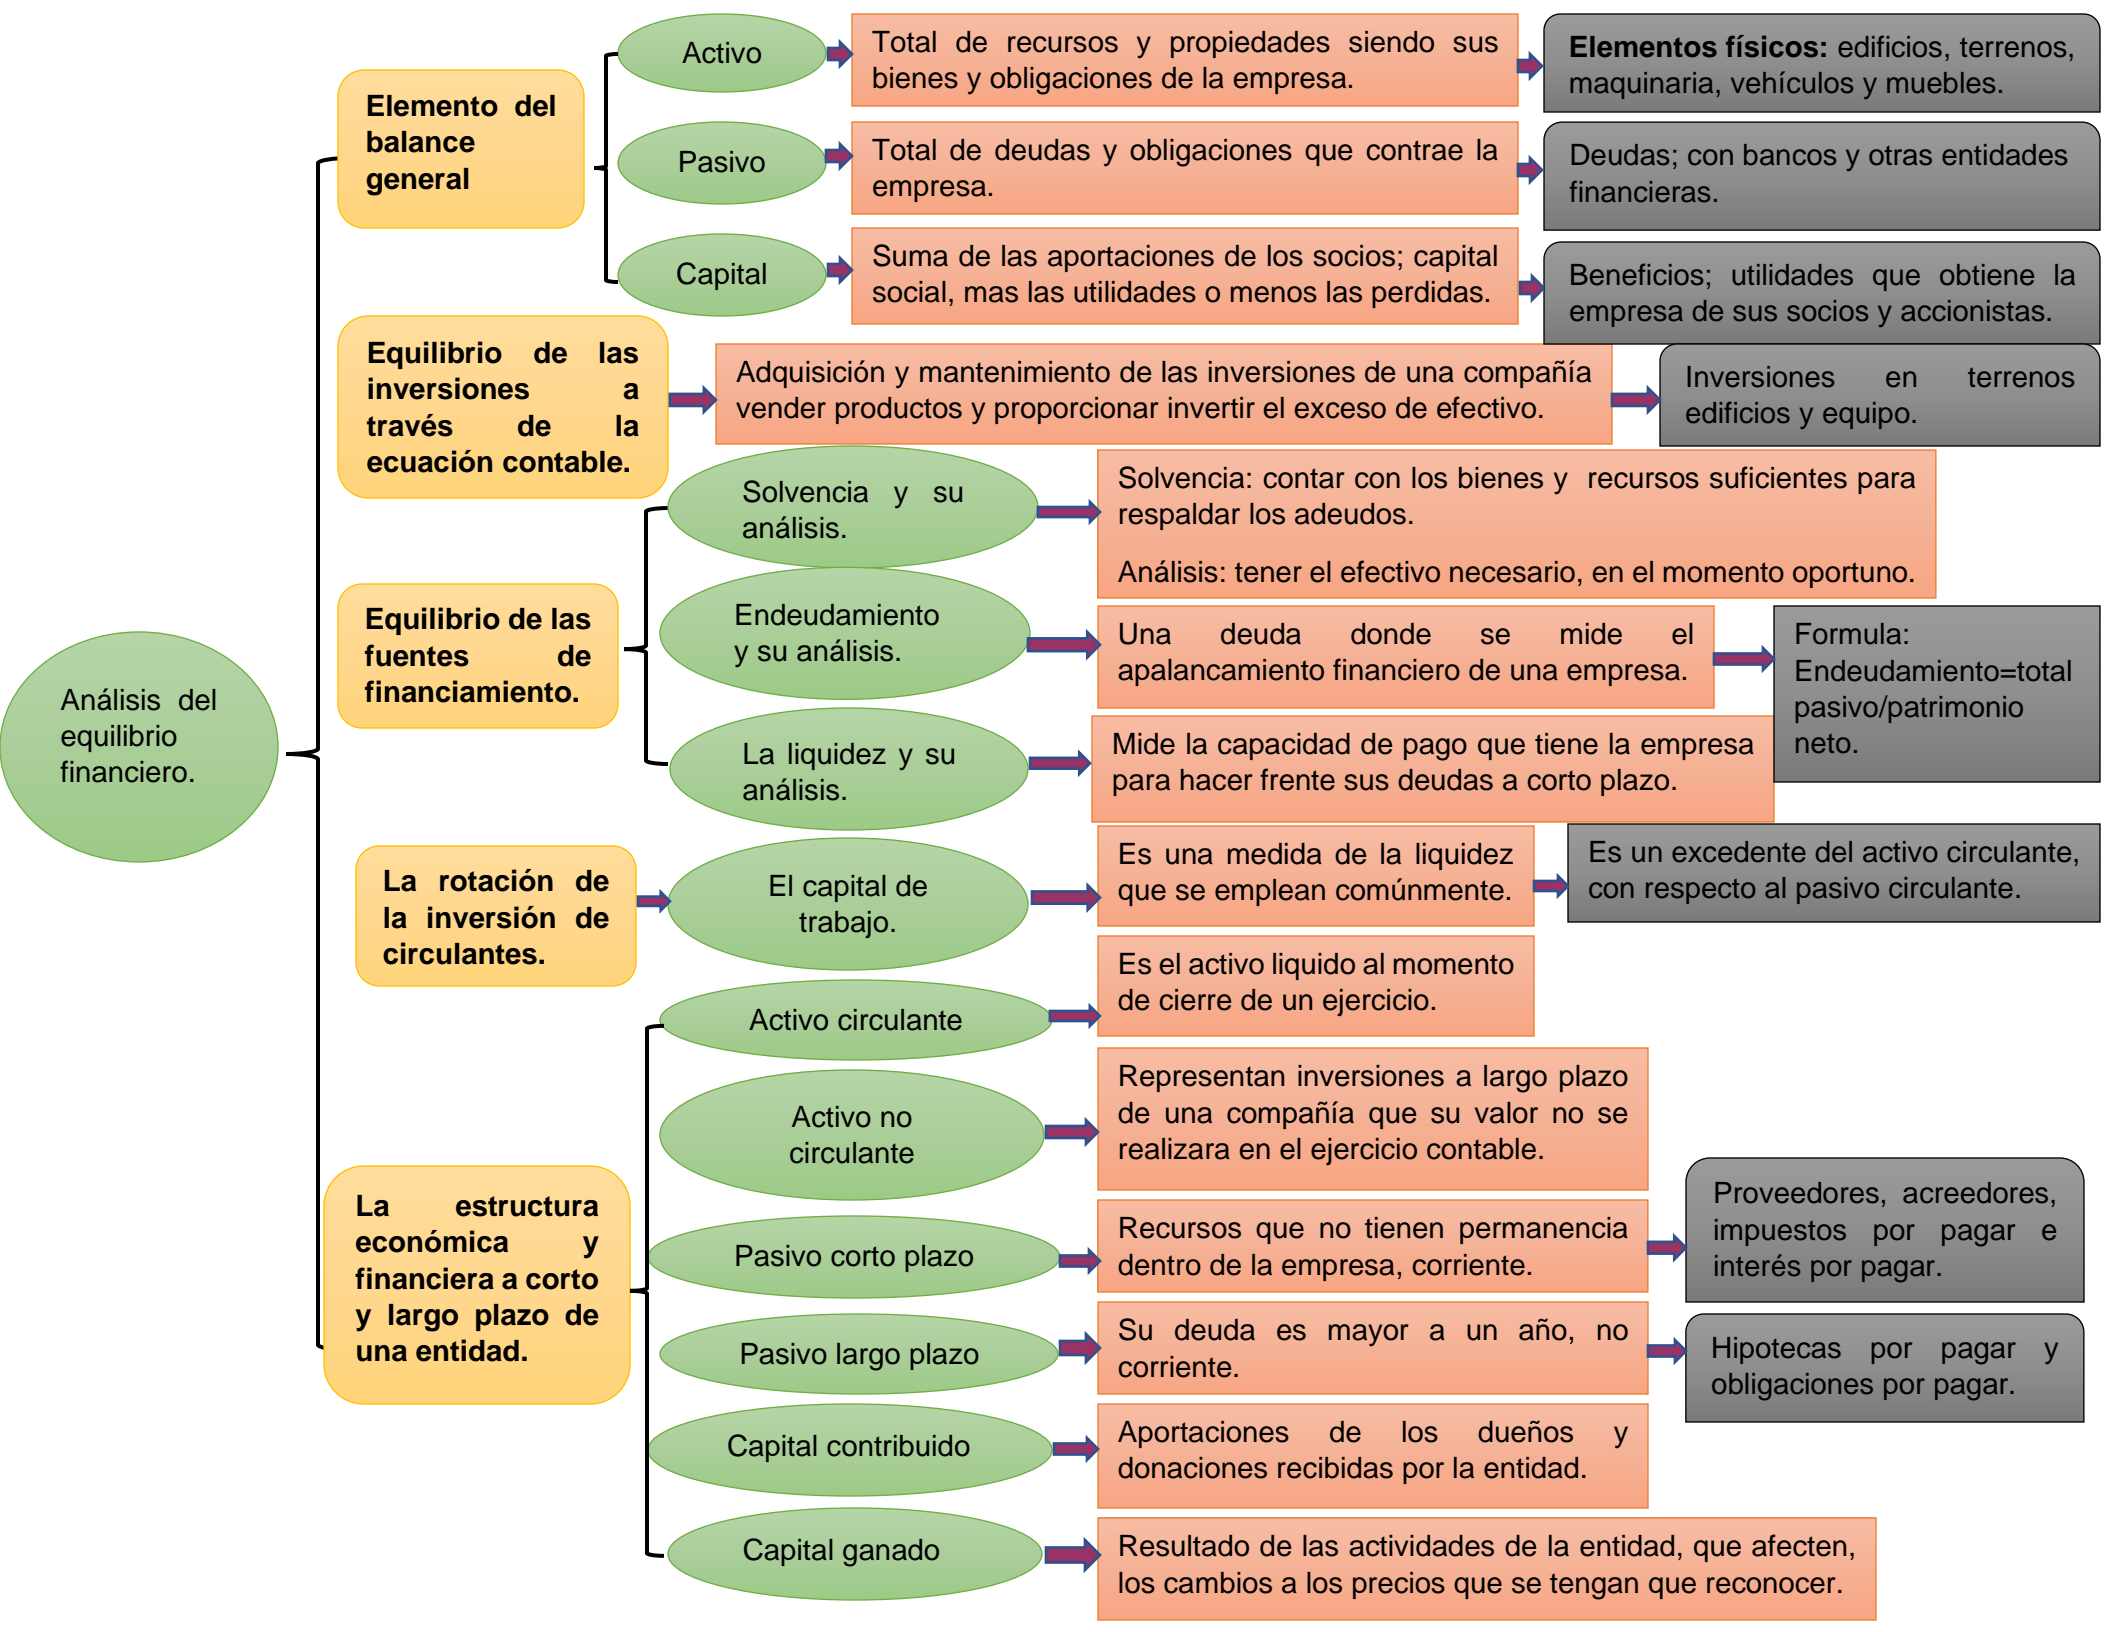 Análisis del
equilibrio
financiero.
Elemento del
balance
general
Activo
Total de recursos y propiedades siendo sus
bienes y obligaciones de la empresa.
Elementos físicos: edificios, terrenos,
maquinaria, vehículos y muebles.
Pasivo
Total de deudas y obligaciones que contrae la
empresa.
Deudas; con bancos y otras entidades
financieras.
Capital
Suma de las aportaciones de los socios; capital
social, mas las utilidades o menos las perdidas.
Beneficios; utilidades que obtiene la
empresa de sus socios y accionistas.
Equilibrio de las
inversiones a
través de la
ecuación contable.
Adquisición y mantenimiento de las inversiones de una compañía
vender productos y proporcionar invertir el exceso de efectivo.
Inversiones en terrenos
edificios y equipo.
Equilibrio de las
fuentes de
financiamiento.
Solvencia y su
análisis.
Solvencia: contar con los bienes y recursos suficientes para
respaldar los adeudos.
Análisis: tener el efectivo necesario, en el momento oportuno.
Endeudamiento
y su análisis.
Una deuda donde se mide el
apalancamiento financiero de una empresa.
Formula:
Endeudamiento=total
pasivo/patrimonio
neto.
La liquidez y su
análisis.
Mide la capacidad de pago que tiene la empresa
para hacer frente sus deudas a corto plazo.
La rotación de
la inversión de
circulantes.
El capital de
trabajo.
Es una medida de la liquidez
que se emplean comúnmente.
Es un excedente del activo circulante,
con respecto al pasivo circulante.
La estructura
económica y
financiera a corto
y largo plazo de
una entidad.
Activo circulante
Es el activo liquido al momento
de cierre de un ejercicio.
Activo no
circulante
Representan inversiones a largo plazo
de una compañía que su valor no se
realizara en el ejercicio contable.
Pasivo corto plazo
Recursos que no tienen permanencia
dentro de la empresa, corriente.
Proveedores, acreedores,
impuestos por pagar e
interés por pagar.
Pasivo largo plazo
Su deuda es mayor a un año, no
corriente.
Hipotecas por pagar y
obligaciones por pagar.
Capital contribuido
Aportaciones de los dueños y
donaciones recibidas por la entidad.
Capital ganado
Resultado de las actividades de la entidad, que afecten,
los cambios a los precios que se tengan que reconocer.